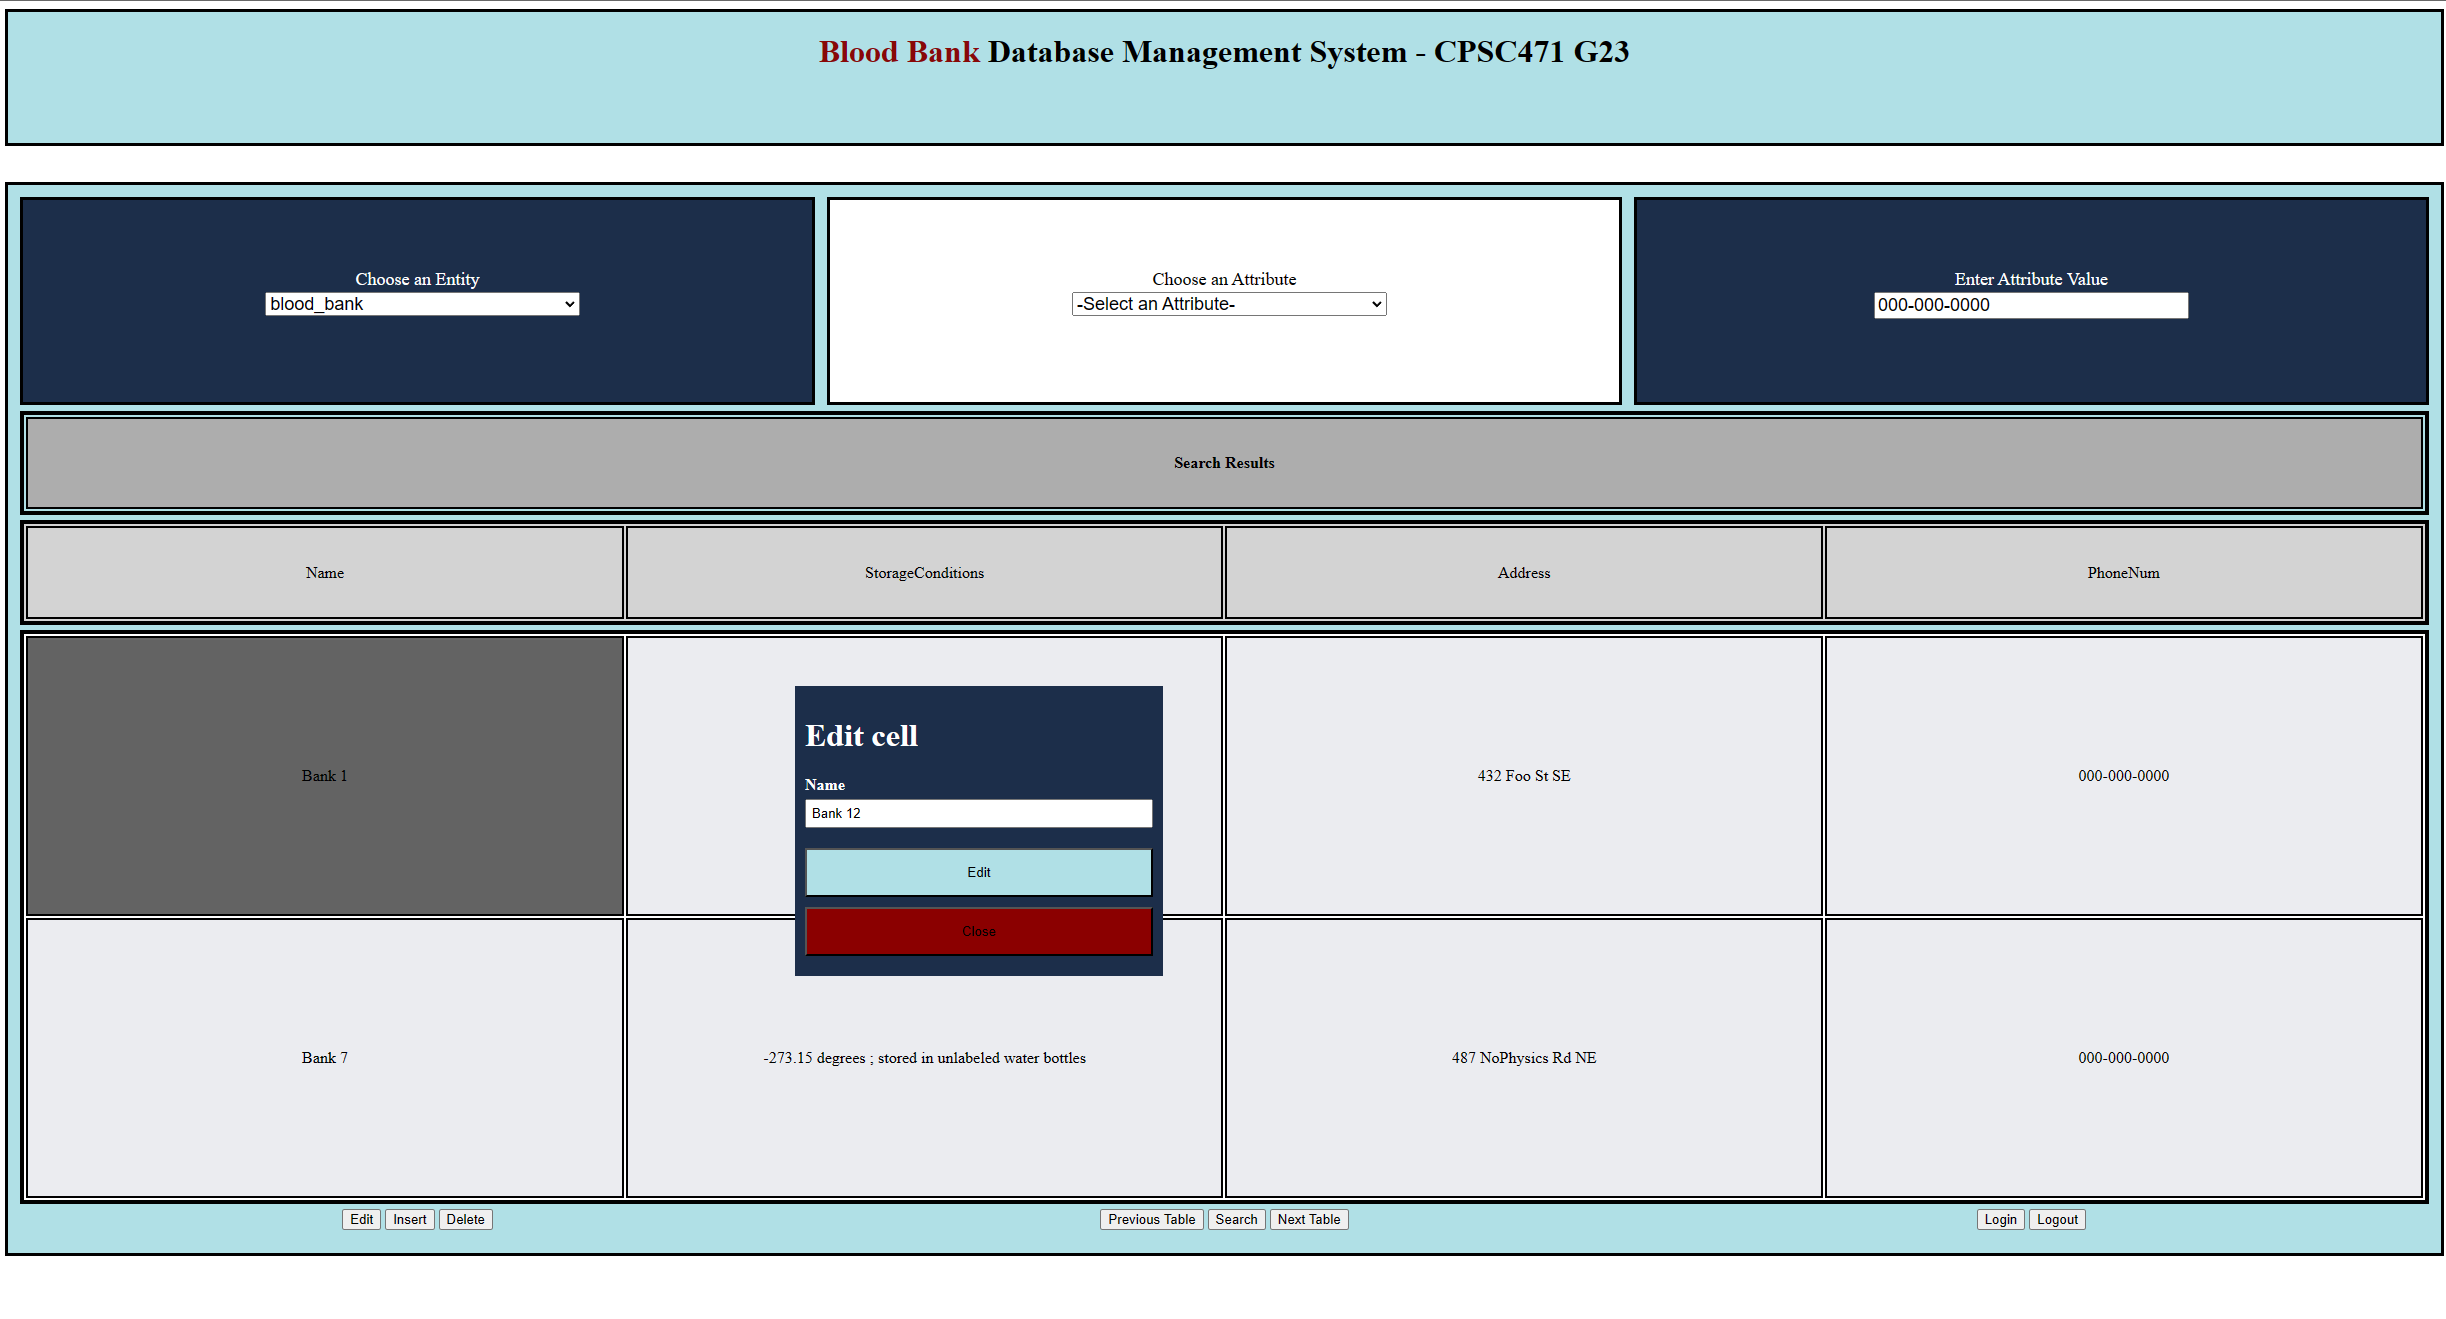 Blood Bank Database Management System - CPSC471 G23
Choose an Entity
blood_bank
Choose an Attribute
-Select an Attribute-
Enter Attribute Value
000-000-0000
Search Results
Name
StorageConditions
Address
PhoneNum
Bank 1
432 Foo St SE
000-000-0000
Edit cell
Name
Bank 12
Edit
Close
Bank 7
-273.15 degrees ; stored in unlabeled water bottles
487 NoPhysics Rd NE
000-000-0000
Edit
Insert
Delete
Previous Table
Search
Next Table
Login
Logout